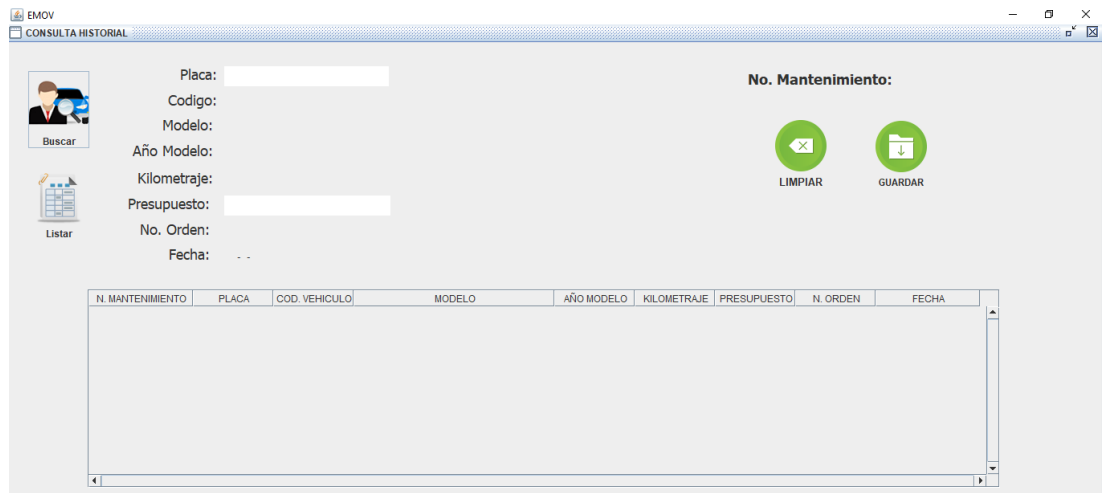 EMOV
CONSULTA HISTORIAL
Placa:
Codigo:
Modelo:
Año Modelo:
Kilometraje:
Presupuesto:
No. Orden:
Fecha: - -
Buscar
Listar
No. Mantenimiento:
LIMPIAR GUARDAR
N. MANTENIMIENTO PLACA COD. VEHICULO MODELO AÑO MODELO KILOMETRAJE PRESUPUESTO N. ORDEN FECHA